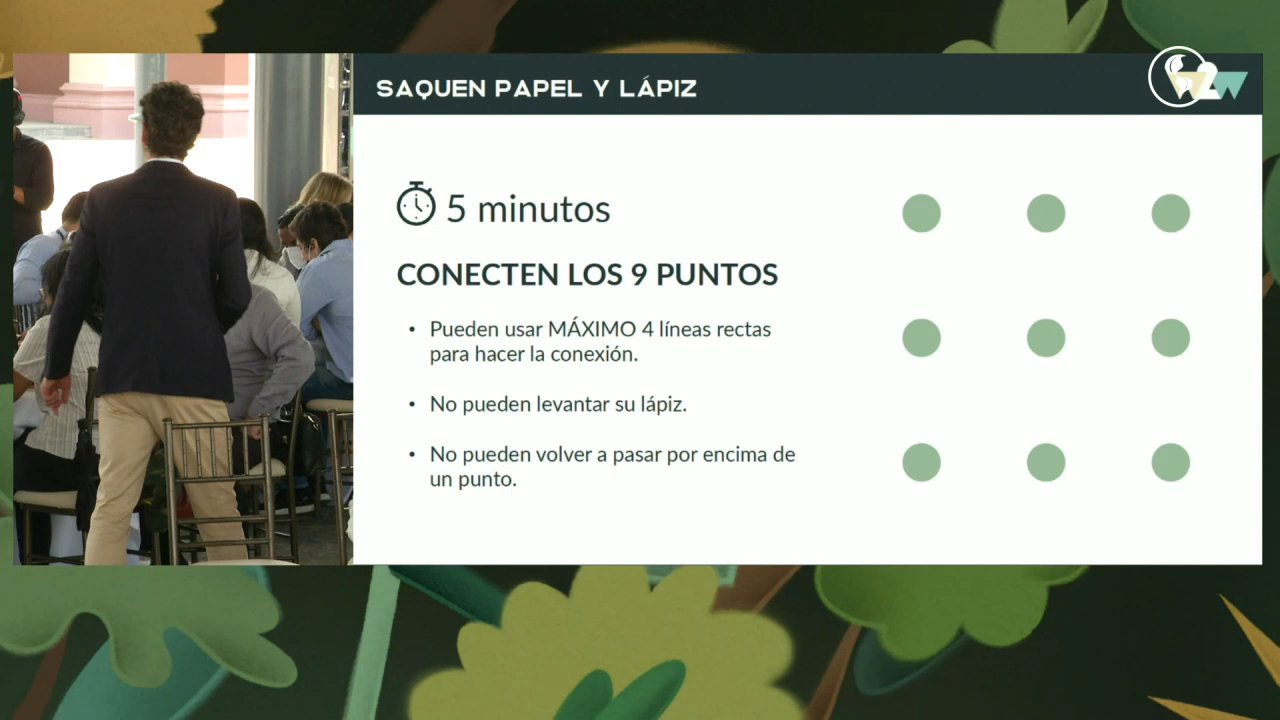 SAQUEN PAPEL Y LÁPIZ
5 minutos
CONECTEN LOS 9 PUNTOS
• Pueden usar MÁXIMO 4 líneas rectas
para hacer la conexión.
• No pueden levantar su lápiz.
• No pueden volver a pasar por encima de
un punto.